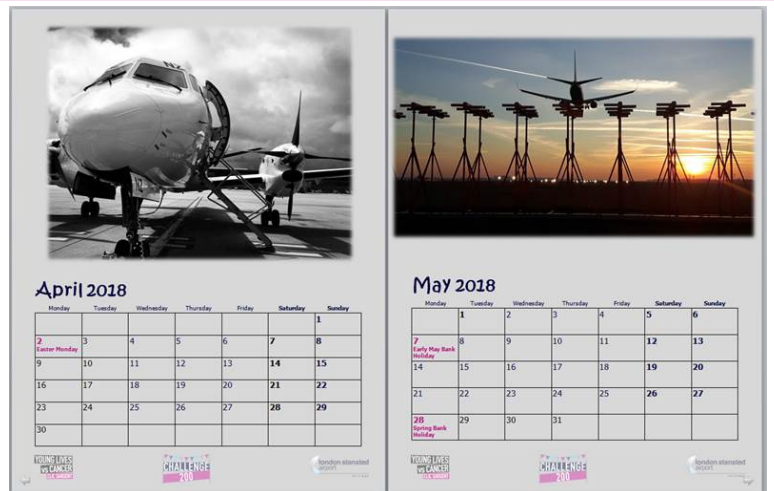 April 2018
Monday Tuesday Wednesday Thursday Friday Saturday Sunday
1
2 3 4 5 6 7 8
Easter Monday
9 10 11 12 13 14 15
16 17 18 19 20 21 22
23 24 25 26 27 28 29
30
YOUNG LIVES
vs CANCER
CHALLENGE
200
london stansted
airport
May 2018
Monday Tuesday Wednesday Thursday Friday Saturday Sunday
1 2 3 4 5 6
7 8 9 10 11 12 13
Early May Bank
Holiday
14 15 16 17 18 19 20
21 22 23 24 25 26 27
28 29 30 31
Spring Bank
Holiday
YOUNG LIVES
vs CANCER
CHALLENGE
200
london stansted
airport